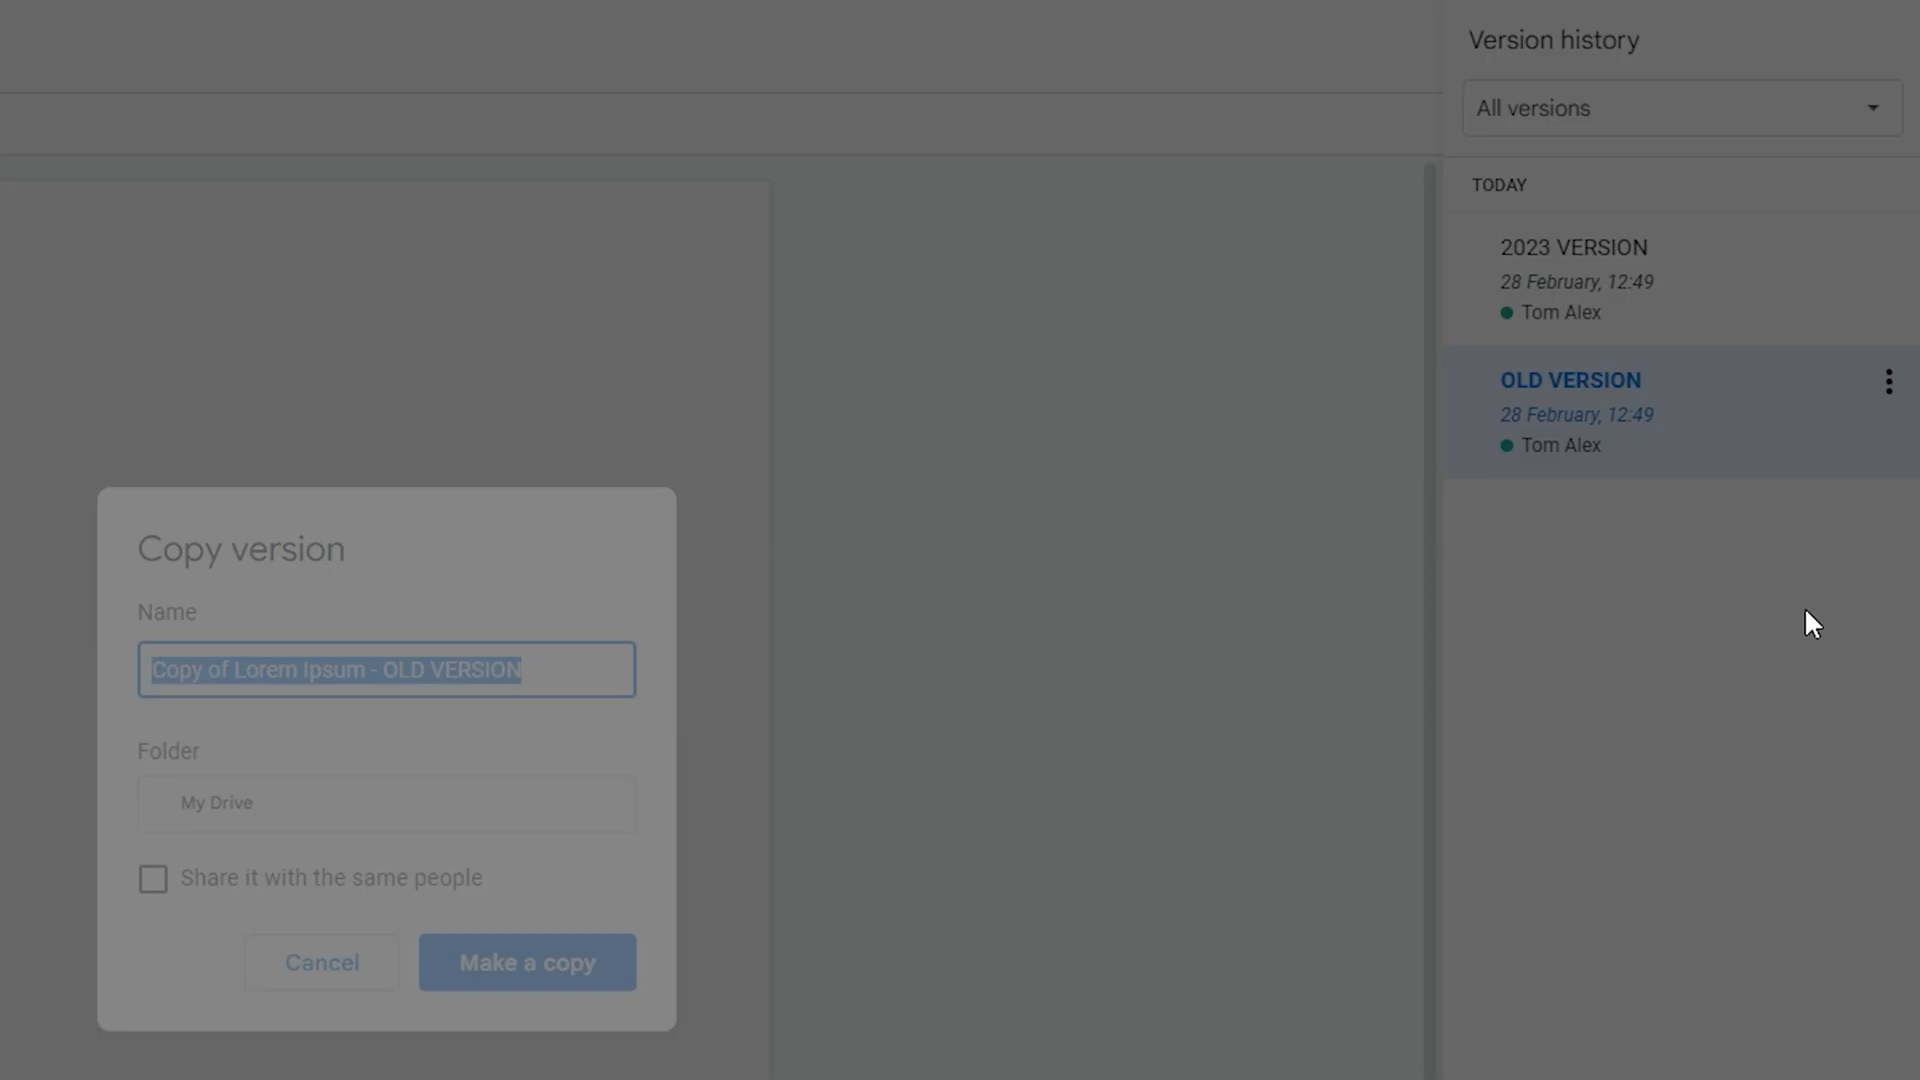 Version history
All versions
TODAY
2023 VERSION
28 February, 12:49
Tom Alex
OLD VERSION
28 February, 12:49
Tom Alex
Copy version
Name
Copy of Lorem Ipsum - OLD VERSION
Folder
My Drive
Share it with the same people
Cancel
Make a copy